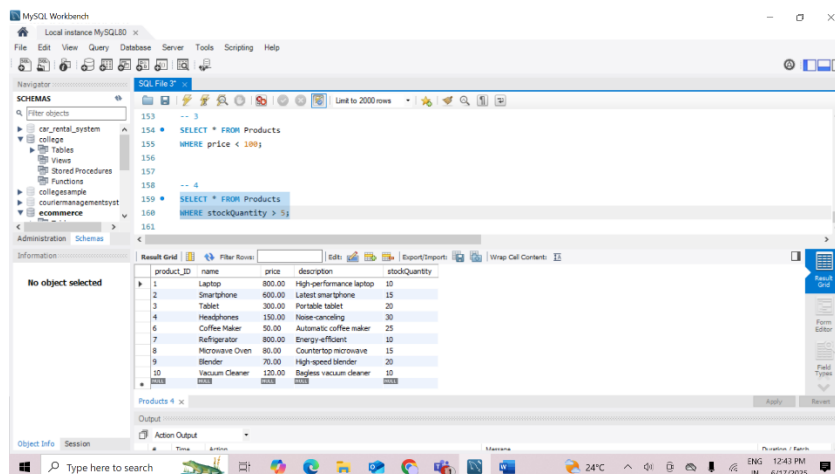 MySQL Workbench
Local instance MySQL80 ×
File Edit View Query Database Server Tools Scripting Help
Navigator
SQL File 3* ×
SCHEMAS
Filter objects
Limit to 2000 rows
car_rental_system
college
Tables
Views
Stored Procedures
Functions
collegesample
couriermanagementsyst
ecommerce
Administration Schemas
153 -- 3
154 SELECT * FROM Products
155 WHERE price < 100;
156
157
158 -- 4
159 SELECT * FROM Products
160 WHERE stockQuantity > 5;
161
Information
No object selected
Result Grid Filter Rows: Edit: Export/Import: Wrap Cell Content:
product_ID name price description stockQuantity
1 Laptop 800.00 High-performance laptop 10
2 Smartphone 600.00 Latest smartphone 15
3 Tablet 300.00 Portable tablet 20
4 Headphones 150.00 Noise-canceling 30
6 Coffee Maker 50.00 Automatic coffee maker 25
7 Refrigerator 800.00 Energy-efficient 10
8 Microwave Oven 80.00 Countertop microwave 15
9 Blender 70.00 High-speed blender 20
10 Vacuum Cleaner 120.00 Bagless vacuum cleaner 10
NULL NULL NULL NULL NULL
Result Grid
Form Editor
Field Types
Products 4 ×
Apply Revert
Output
Action Output
# Time Action Message Duration / Fetch
Object Info Session
Type here to search
24°C
ENG
IN
12:43 PM
6/17/2025